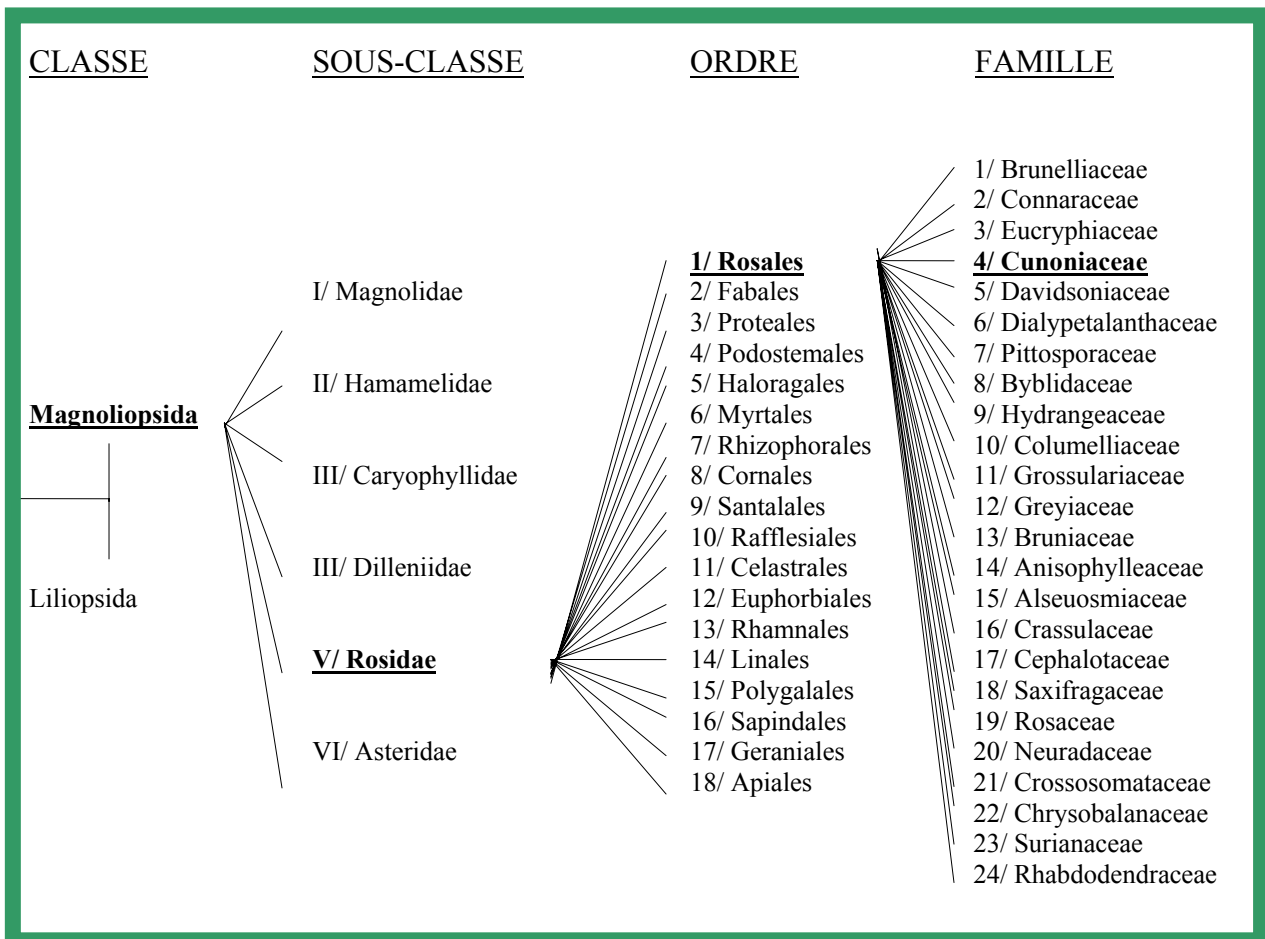 CLASSE
SOUS-CLASSE
ORDRE
FAMILLE
Magnoliopsida
Liliopsida
I/ Magnolidae
II/ Hamamelidae
III/ Caryophyllidae
III/ Dilleniidae
V/ Rosidae
VI/ Asteridae
1/ Rosales
2/ Fabales
3/ Proteales
4/ Podostemales
5/ Haloragales
6/ Myrtales
7/ Rhizophorales
8/ Cornales
9/ Santalales
10/ Rafflesiales
11/ Celastrales
12/ Euphorbiales
13/ Rhamnales
14/ Linales
15/ Polygalales
16/ Sapindales
17/ Geraniales
18/ Apiales
1/ Brunelliaceae
2/ Connaraceae
3/ Eucryphiaceae
4/ Cunoniaceae
5/ Davidsoniaceae
6/ Dialypetalanthaceae
7/ Pittosporaceae
8/ Byblidaceae
9/ Hydrangeaceae
10/ Columelliaceae
11/ Grossulariaceae
12/ Greyiaceae
13/ Bruniaceae
14/ Anisophylleaceae
15/ Alseuosmiaceae
16/ Crassulaceae
17/ Cephalotaceae
18/ Saxifragaceae
19/ Rosaceae
20/ Neuradaceae
21/ Crossosomataceae
22/ Chrysobalanaceae
23/ Surianaceae
24/ Rhabdodendraceae